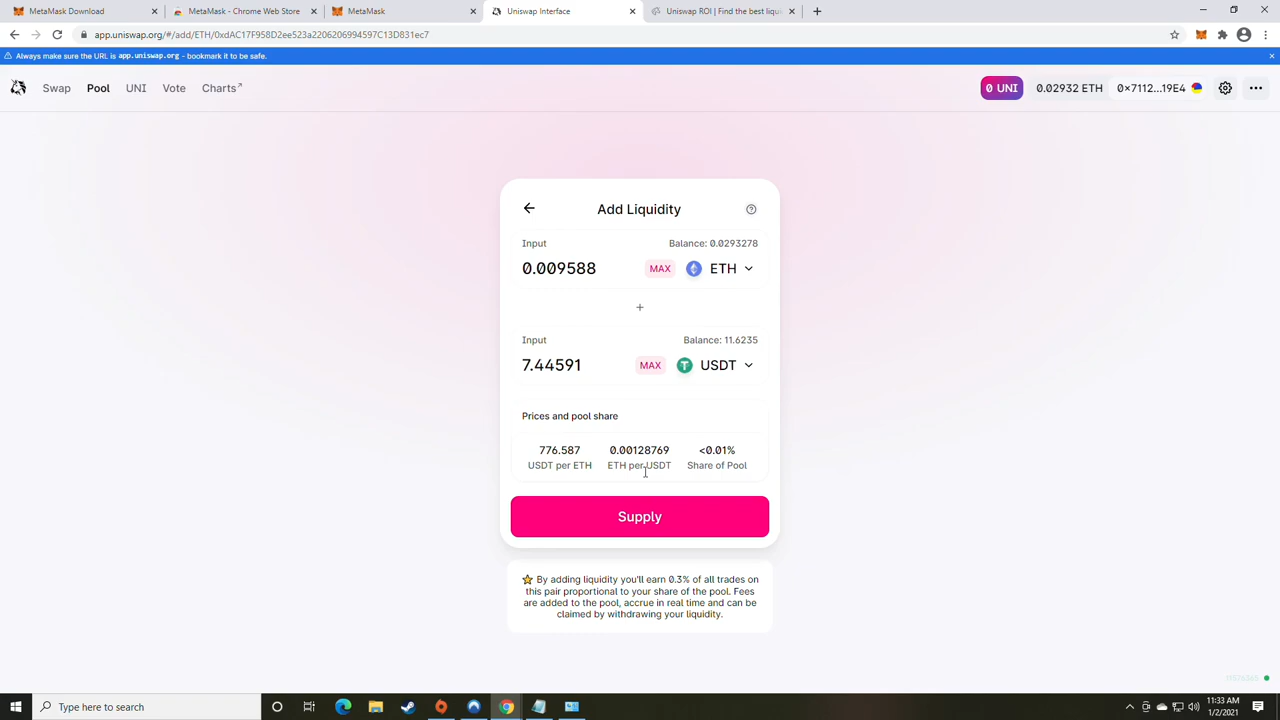 MetaMask Download
MetaMask - Chrome Web Store
MetaMask
Uniswap Interface
Uniswap ROI | Find the best liqui
app.uniswap.org/#/add/ETH/0xdAC17F958D2ee523a2206206994597C13D831ec7
Always make sure the URL is app.uniswap.org - bookmark it to be safe.
Swap
Pool
UNI
Vote
Charts↗
0 UNI
0.02932 ETH
0×7112...19E4
Add Liquidity
Input
Balance: 0.0293278
0.009588
MAX
ETH
+
Input
Balance: 11.6235
7.44591
MAX
USDT
Prices and pool share
776.587
0.00128769
<0.01%
USDT per ETH
ETH per USDT
Share of Pool
Supply
⭐ By adding liquidity you'll earn 0.3% of all trades on
this pair proportional to your share of the pool. Fees
are added to the pool, accrue in real time and can be
claimed by withdrawing your liquidity.
Type here to search
11:33 AM
1/2/2021